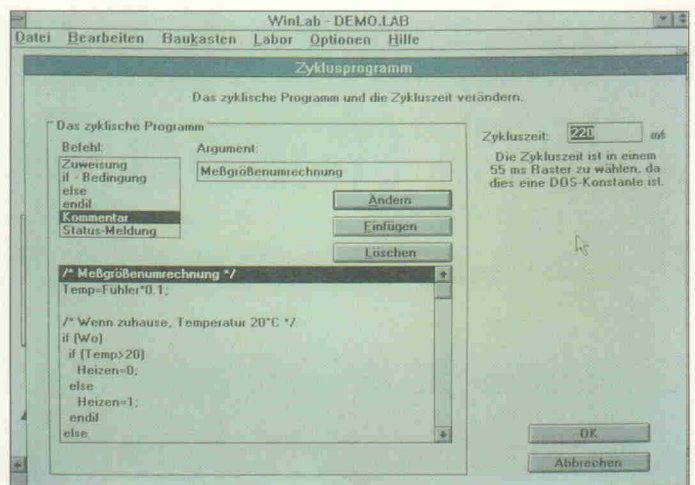 WinLab - DEMO.LAB
Datei Bearbeiten Baukasten Labor Optionen Hilfe
Zyklusprogramm
Das zyklische Programm und die Zykluszeit verändern.
Das zyklische Programm
Befehl:
Zuweisung
if - Bedingung
else
endif
Kommentar
Status-Meldung
Argument:
Meßgrößenumrechnung
Ändern
Einfügen
Löschen
/* Meßgrößenumrechnung */
Temp=Fühler*0.1;
/* Wenn zuhause, Temperatur 20°C */
if (Wo)
if (Temp>20)
Heizen=0;
else
Heizen=1;
endif
else
Zykluszeit: 220 ms
Die Zykluszeit ist in einem
55 ms Raster zu wählen, da
dies eine DOS-Konstante ist.
OK
Abbrechen